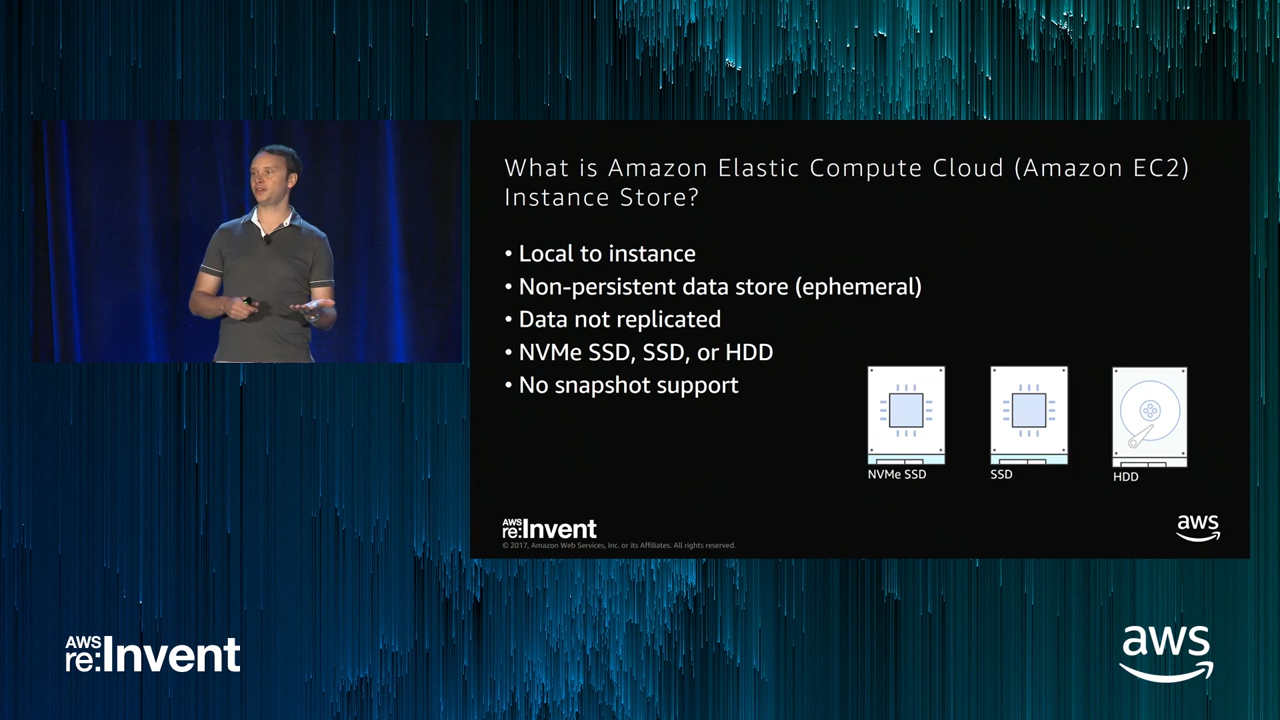 What is Amazon Elastic Compute Cloud (Amazon EC2)
Instance Store?
• Local to instance
• Non-persistent data store (ephemeral)
• Data not replicated
• NVMe SSD, SSD, or HDD
• No snapshot support
NVMe SSD
SSD
HDD
AWS
re:Invent
© 2017, Amazon Web Services, Inc. or its Affiliates. All rights reserved.
aws
AWS
re:Invent
aws